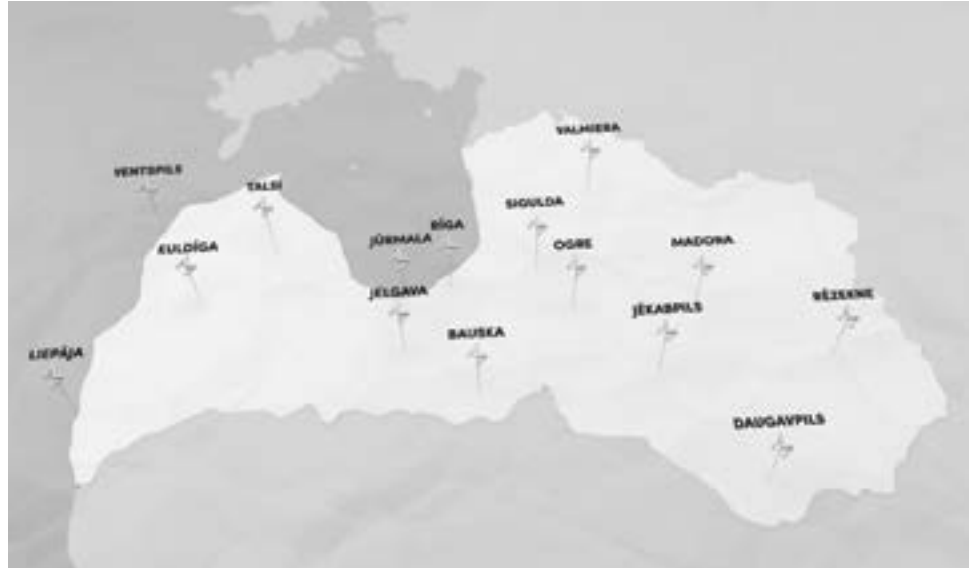 VALMIERA
VENTSPILS
TALSI
SIGULDA
RĪGA
JŪRMALA
OGRE
MADONA
KULDĪGA
JELGAVA
RĒZEKNE
JĒKABPILS
BAUSKA
LIEPĀJA
DAUGAVPILS